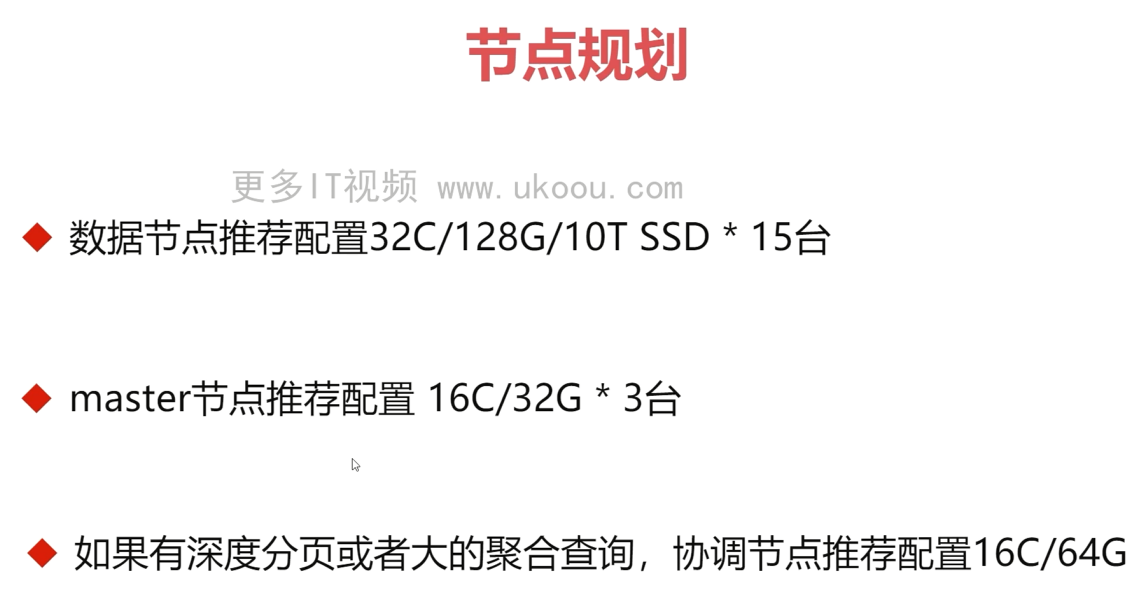 节点规划
更多IT视频 www.ukoou.com
数据节点推荐配置32C/128G/10T SSD * 15台
master节点推荐配置 16C/32G * 3台
如果有深度分页或者大的聚合查询，协调节点推荐配置16C/64G